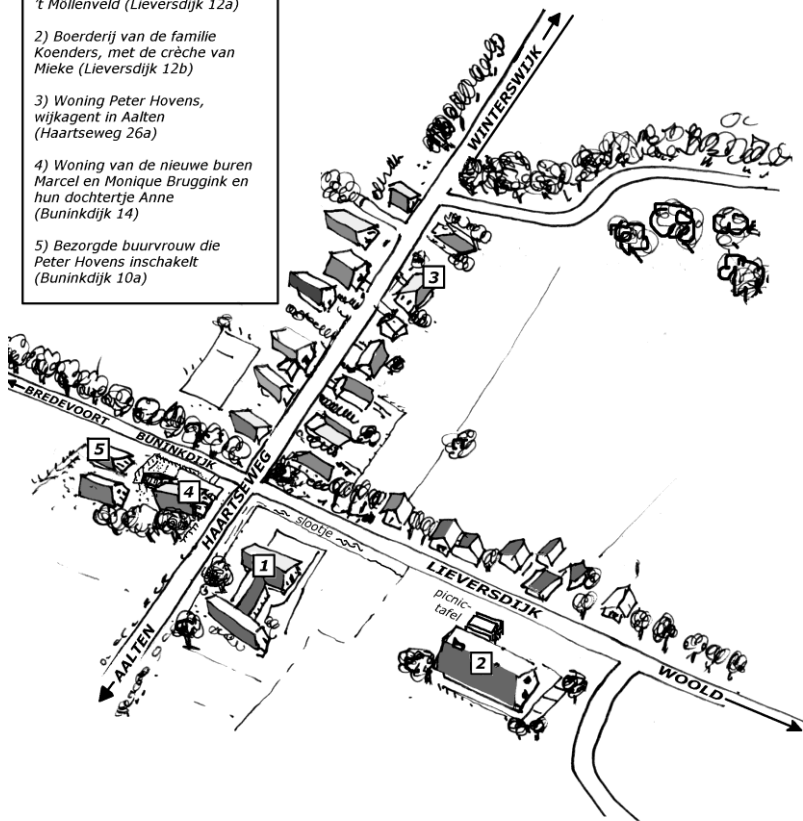 't Mollenveld (Lieversdijk 12a)
2) Boerderij van de familie
Koenders, met de crèche van
Mieke (Lieversdijk 12b)
3) Woning Peter Hovens,
wijkagent in Aalten
(Haartseweg 26a)
4) Woning van de nieuwe buren
Marcel en Monique Bruggink en
hun dochtertje Anne
(Buninkdijk 14)
5) Bezorgde buurvrouw die
Peter Hovens inschakelt
(Buninkdijk 10a)
WINTERSWIJK
3
BREDEVOORT
BUNINKDIJK
5
4
HAARTSEWEG
slootje
1
LIEVERSDIJK
picnic-
tafel
2
AALTEN
WOOLD